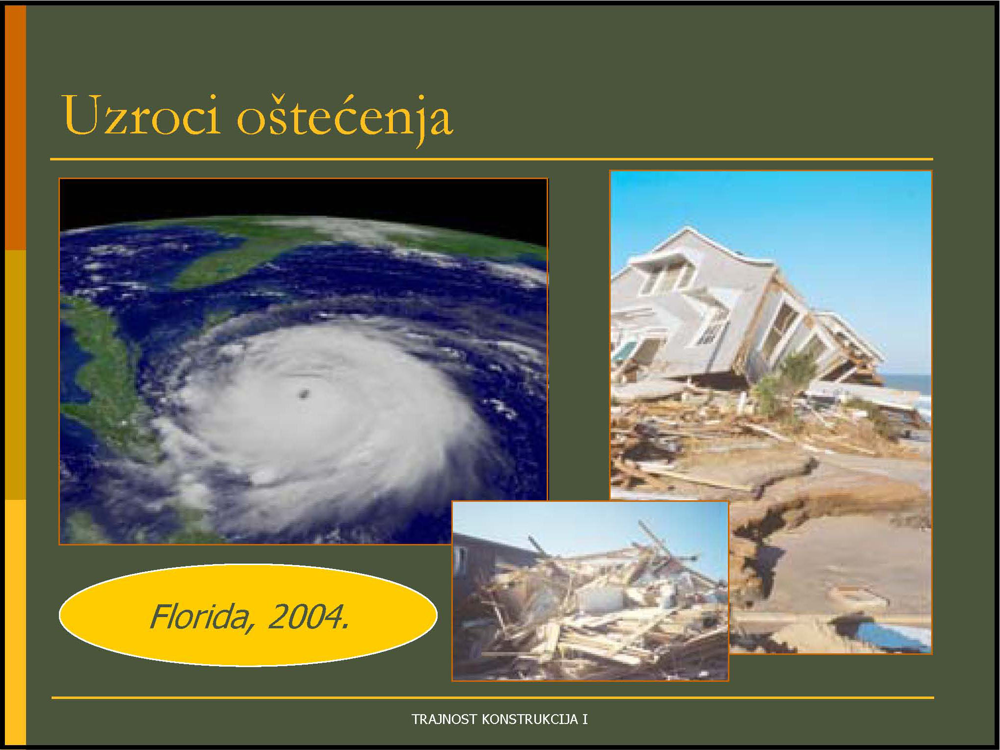 Uzroci oštećenja
Florida, 2004.
TRAJNOST KONSTRUKCIJA I